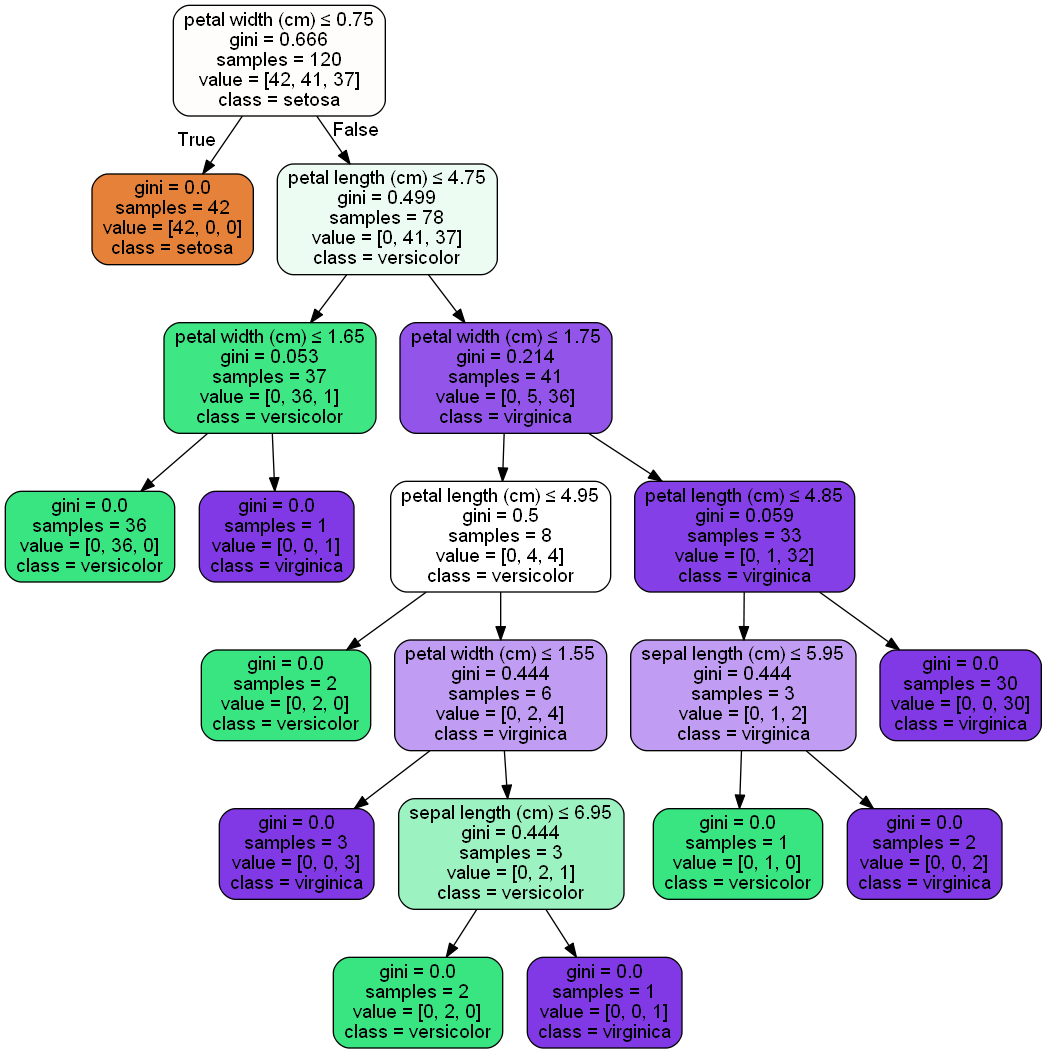 petal width (cm) ≤ 0.75
gini = 0.666
samples = 120
value = [42, 41, 37]
class = setosa
True
False
gini = 0.0
samples = 42
value = [42, 0, 0]
class = setosa
petal length (cm) ≤ 4.75
gini = 0.499
samples = 78
value = [0, 41, 37]
class = versicolor
petal width (cm) ≤ 1.65
gini = 0.053
samples = 37
value = [0, 36, 1]
class = versicolor
petal width (cm) ≤ 1.75
gini = 0.214
samples = 41
value = [0, 5, 36]
class = virginica
gini = 0.0
samples = 36
value = [0, 36, 0]
class = versicolor
gini = 0.0
samples = 1
value = [0, 0, 1]
class = virginica
petal length (cm) ≤ 4.95
gini = 0.5
samples = 8
value = [0, 4, 4]
class = versicolor
petal length (cm) ≤ 4.85
gini = 0.059
samples = 33
value = [0, 1, 32]
class = virginica
gini = 0.0
samples = 2
value = [0, 2, 0]
class = versicolor
petal width (cm) ≤ 1.55
gini = 0.444
samples = 6
value = [0, 2, 4]
class = virginica
sepal length (cm) ≤ 5.95
gini = 0.444
samples = 3
value = [0, 1, 2]
class = virginica
gini = 0.0
samples = 30
value = [0, 0, 30]
class = virginica
gini = 0.0
samples = 3
value = [0, 0, 3]
class = virginica
sepal length (cm) ≤ 6.95
gini = 0.444
samples = 3
value = [0, 2, 1]
class = versicolor
gini = 0.0
samples = 1
value = [0, 1, 0]
class = versicolor
gini = 0.0
samples = 2
value = [0, 0, 2]
class = virginica
gini = 0.0
samples = 2
value = [0, 2, 0]
class = versicolor
gini = 0.0
samples = 1
value = [0, 0, 1]
class = virginica